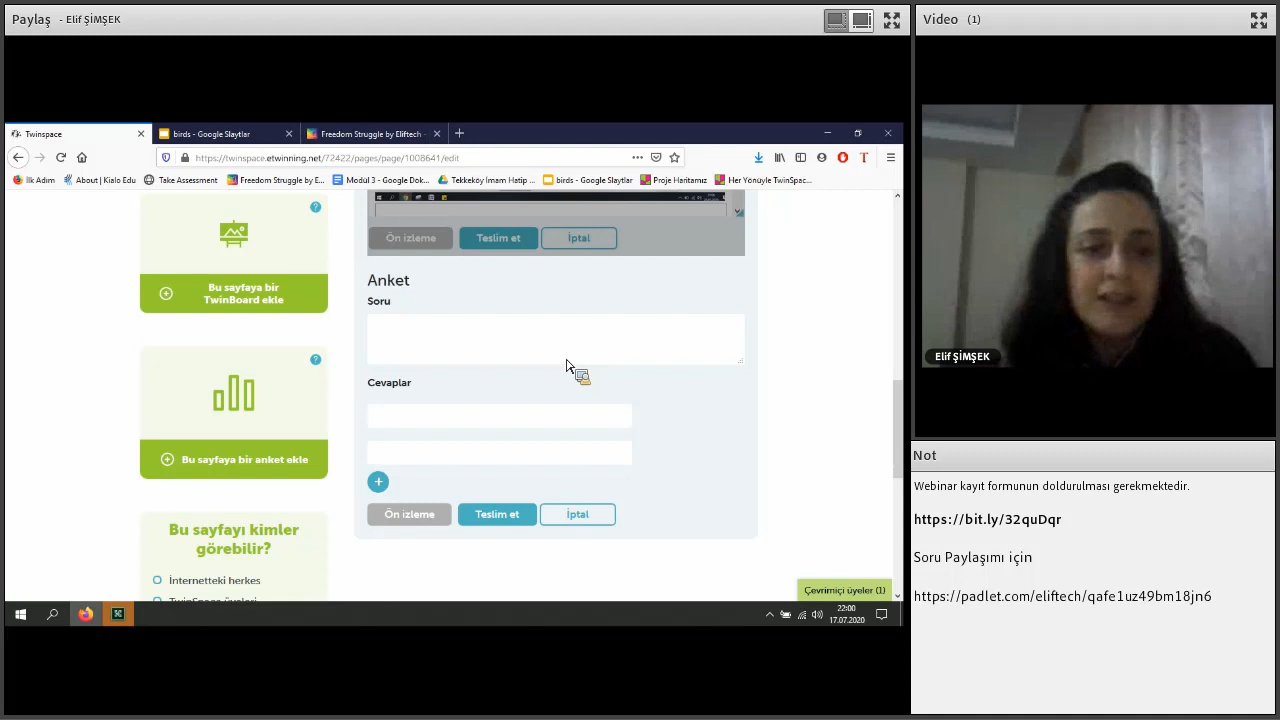 Paylaş - Elif ŞİMŞEK
Video (1)
Twinspace
birds - Google Slaytlar
Freedom Struggle by Eliftech -
https://twinspace.etwinning.net/72422/pages/page/1008641/edit
İlk Adım
About | Kialo Edu
Take Assessment
Freedom Struggle by E...
Modül 3 - Google Dok...
Tekkeköy İmam Hatip ...
birds - Google Slaytlar
Proje Haritamız
Her Yönüyle TwinSpac...
Bu sayfaya bir
TwinBoard ekle
Bu sayfaya bir anket ekle
Bu sayfayı kimler
görebilir?
İnternetteki herkes
TwinSpace üyeleri
Ön izleme
Teslim et
İptal
Anket
Soru
Cevaplar
Ön izleme
Teslim et
İptal
Çevrimiçi üyeler (1)
22:00
17.07.2020
Elif ŞİMŞEK
Not
Webinar kayıt formunun doldurulması gerekmektedir.
https://bit.ly/32quDqr
Soru Paylaşımı için
https://padlet.com/eliftech/qafe1uz49bm18jn6